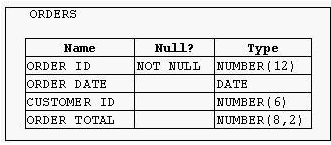 ORDERS
Name Null? Type
ORDER ID NOT NULL NUMBER(12)
ORDER DATE DATE
CUSTOMER ID NUMBER(6)
ORDER TOTAL NUMBER(8,2)